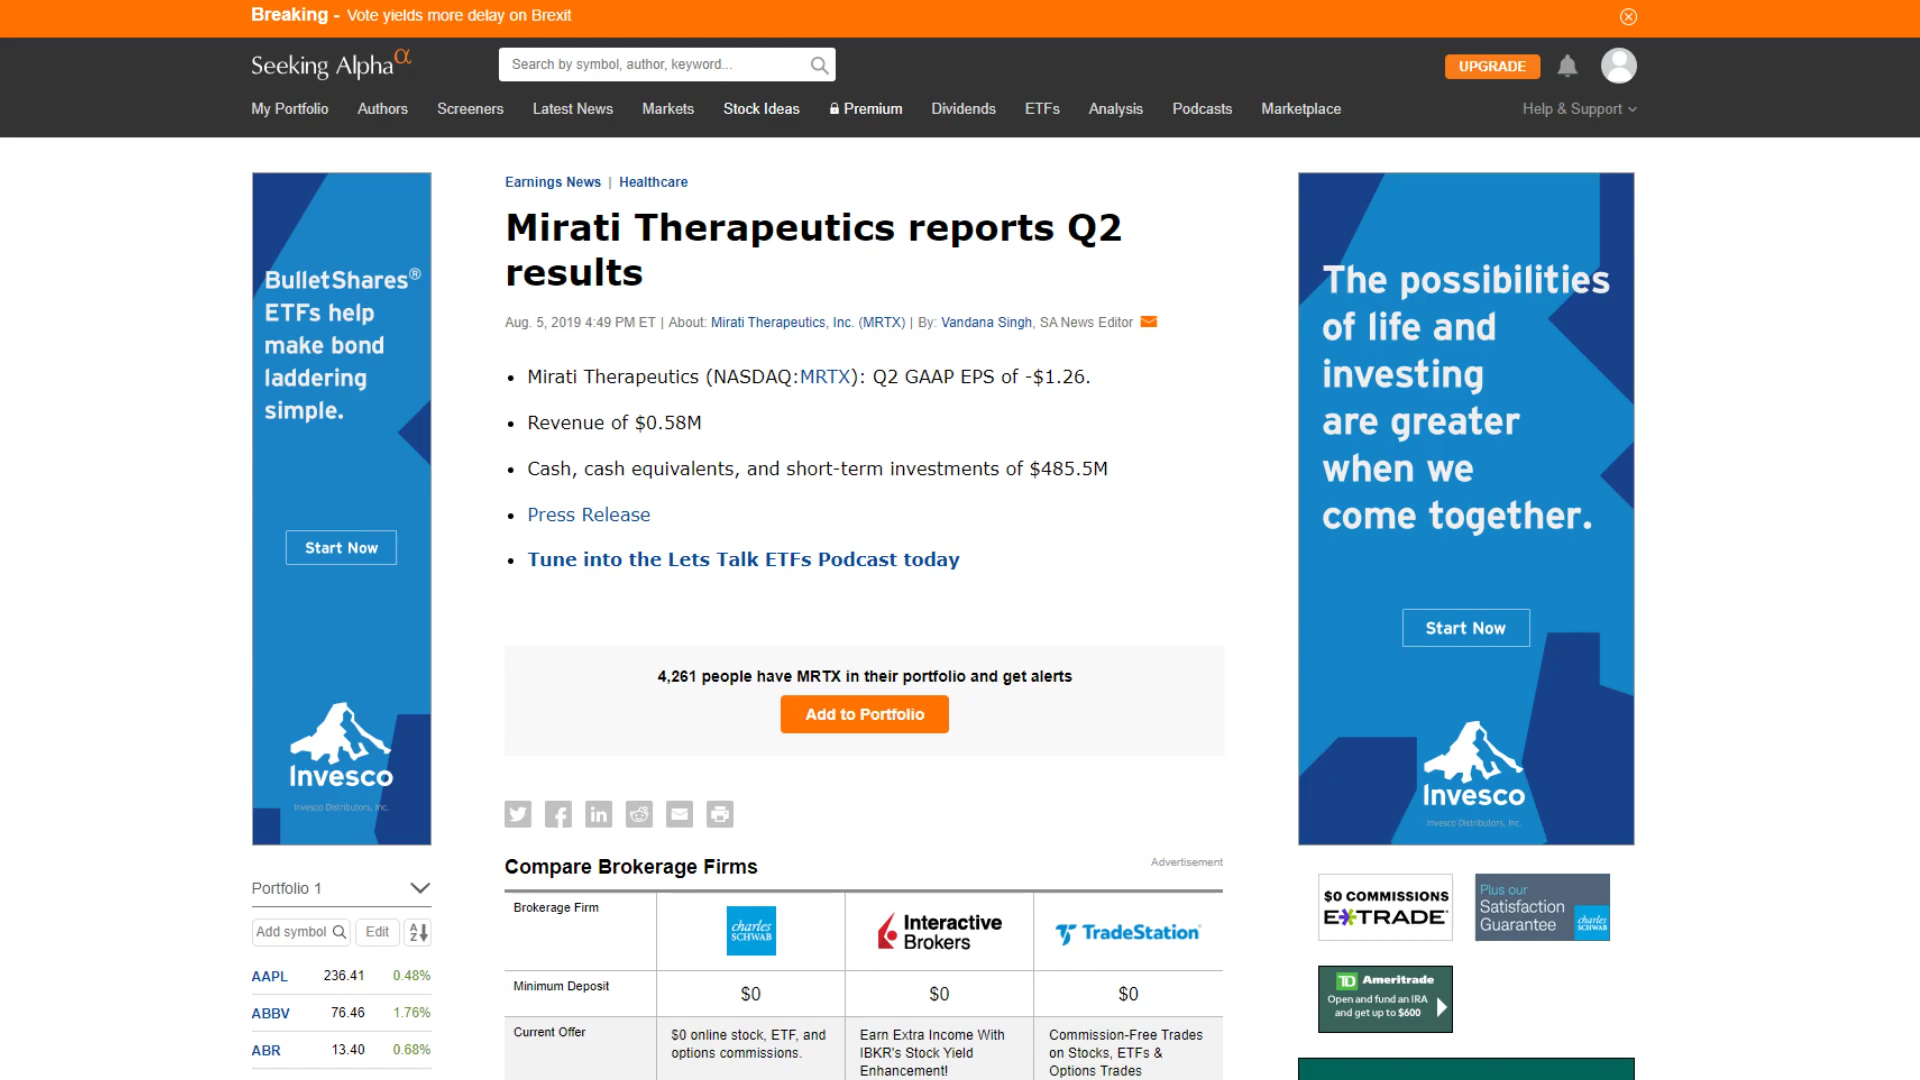 Breaking - Vote yields more delay on Brexit
Seeking Alpha α
Search by symbol, author, keyword...
UPGRADE
My Portfolio Authors Screeners Latest News Markets Stock Ideas Premium Dividends ETFs Analysis Podcasts Marketplace Help & Support
BulletShares®
ETFs help
make bond
laddering
simple.
Start Now
Invesco
Invesco Distributors, Inc.
Earnings News | Healthcare
Mirati Therapeutics reports Q2
results
Aug. 5, 2019 4:49 PM ET | About: Mirati Therapeutics, Inc. (MRTX) | By: Vandana Singh, SA News Editor
• Mirati Therapeutics (NASDAQ:MRTX): Q2 GAAP EPS of -$1.26.
• Revenue of $0.58M
• Cash, cash equivalents, and short-term investments of $485.5M
• Press Release
• Tune into the Lets Talk ETFs Podcast today
4,261 people have MRTX in their portfolio and get alerts
Add to Portfolio
Compare Brokerage Firms
Advertisement
Brokerage Firm
charles
SCHWAB
Interactive
Brokers
TradeStation
Minimum Deposit $0 $0 $0
Current Offer
$0 online stock, ETF, and
options commissions.
Earn Extra Income With
IBKR's Stock Yield
Enhancement!
Commission-Free Trades
on Stocks, ETFs &
Options Trades
The possibilities
of life and
investing
are greater
when we
come together.
Start Now
Invesco
Invesco Distributors, Inc.
$0 COMMISSIONS
E*TRADE
Plus our
Satisfaction
Guarantee
charles
SCHWAB
TD Ameritrade
Open and fund an IRA
and get up to $600
Portfolio 1
Add symbol Edit A Z
AAPL 236.41 0.48%
ABBV 76.46 1.76%
ABR 13.40 0.68%